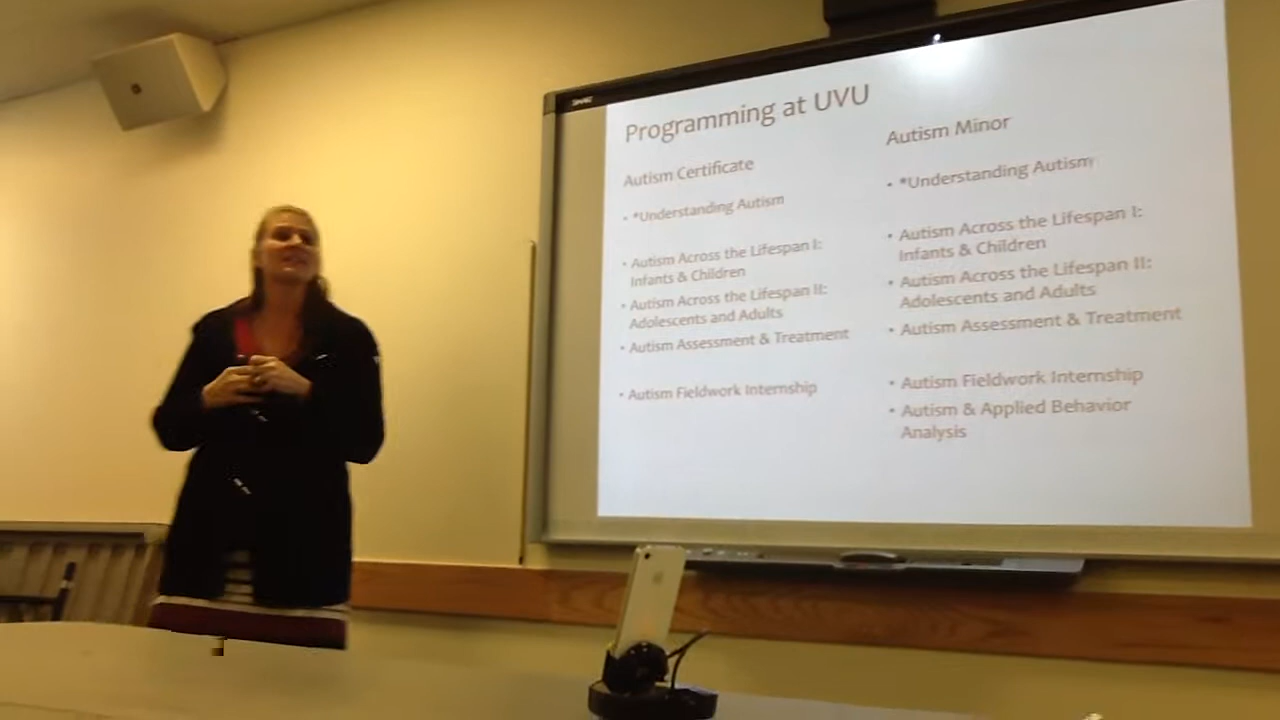 SMART
Programming at UVU
Autism Certificate
• *Understanding Autism
• Autism Across the Lifespan I:
Infants & Children
• Autism Across the Lifespan II:
Adolescents and Adults
• Autism Assessment & Treatment
• Autism Fieldwork Internship
Autism Minor
• *Understanding Autism
• Autism Across the Lifespan I:
Infants & Children
• Autism Across the Lifespan II:
Adolescents and Adults
• Autism Assessment & Treatment
• Autism Fieldwork Internship
• Autism & Applied Behavior
Analysis